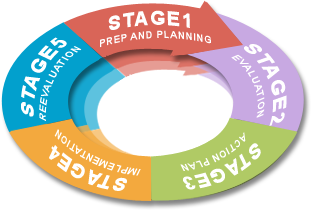 STAGE1
PREP AND PLANNING
STAGE2
EVALUATION
STAGE3
ACTION PLAN
STAGE4
IMPLEMENTATION
STAGE5
REEVALUATION